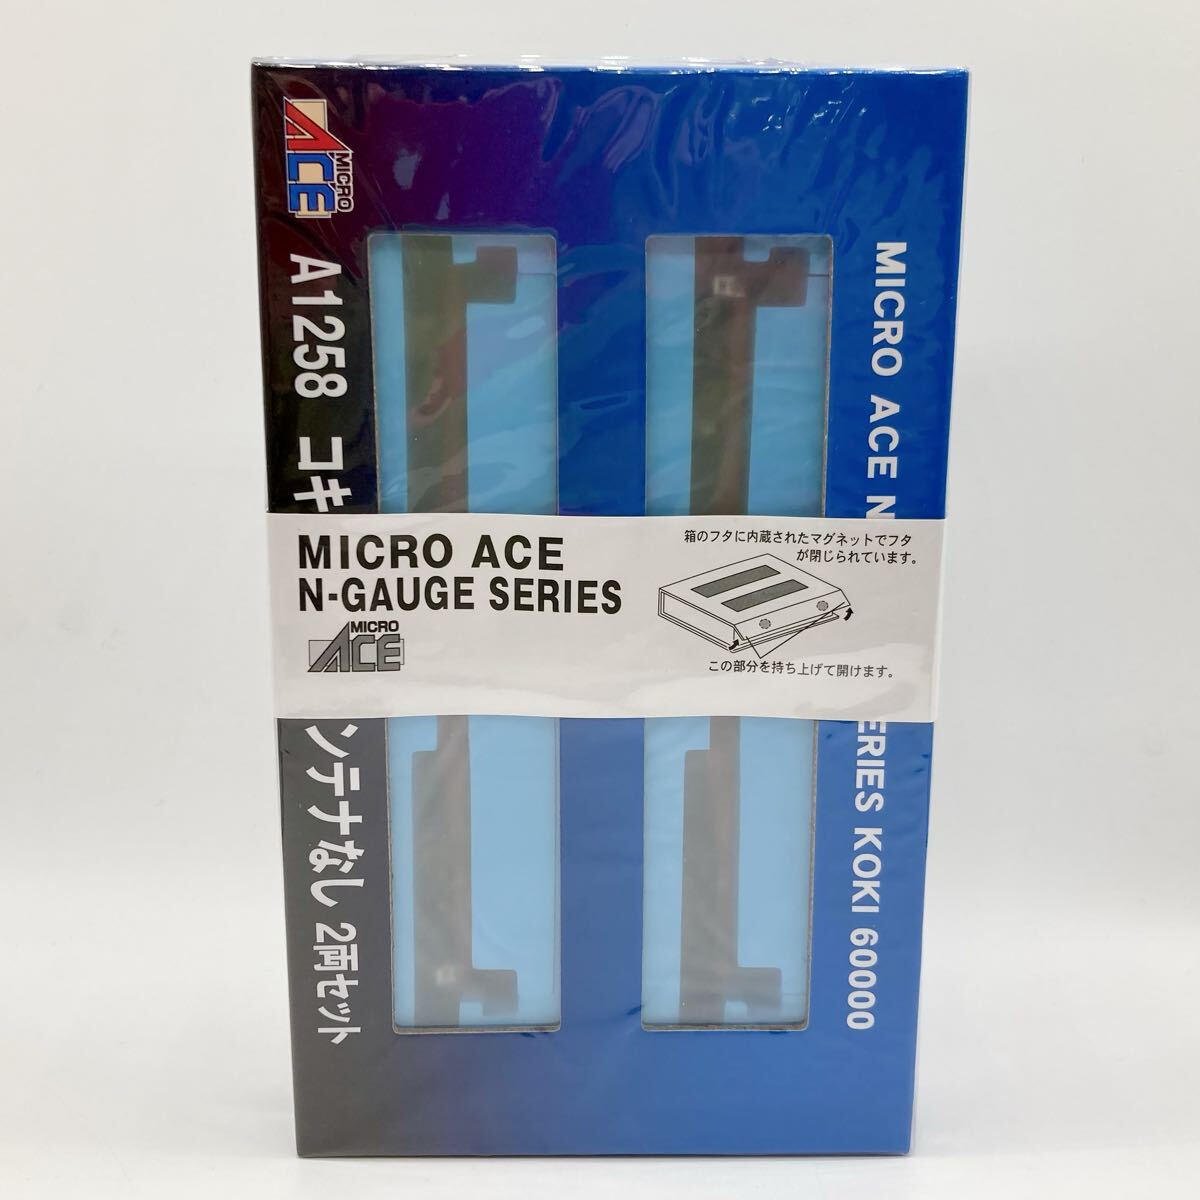 MICRO
ACE
A1258 コキ
ンテナなし 2両セット
MICRO ACE N
ERIES KOKI 60000
MICRO ACE
N-GAUGE SERIES
MICRO
ACE
箱のフタに内蔵されたマグネットでフタ
が閉じられています。
この部分を持ち上げて開けます。